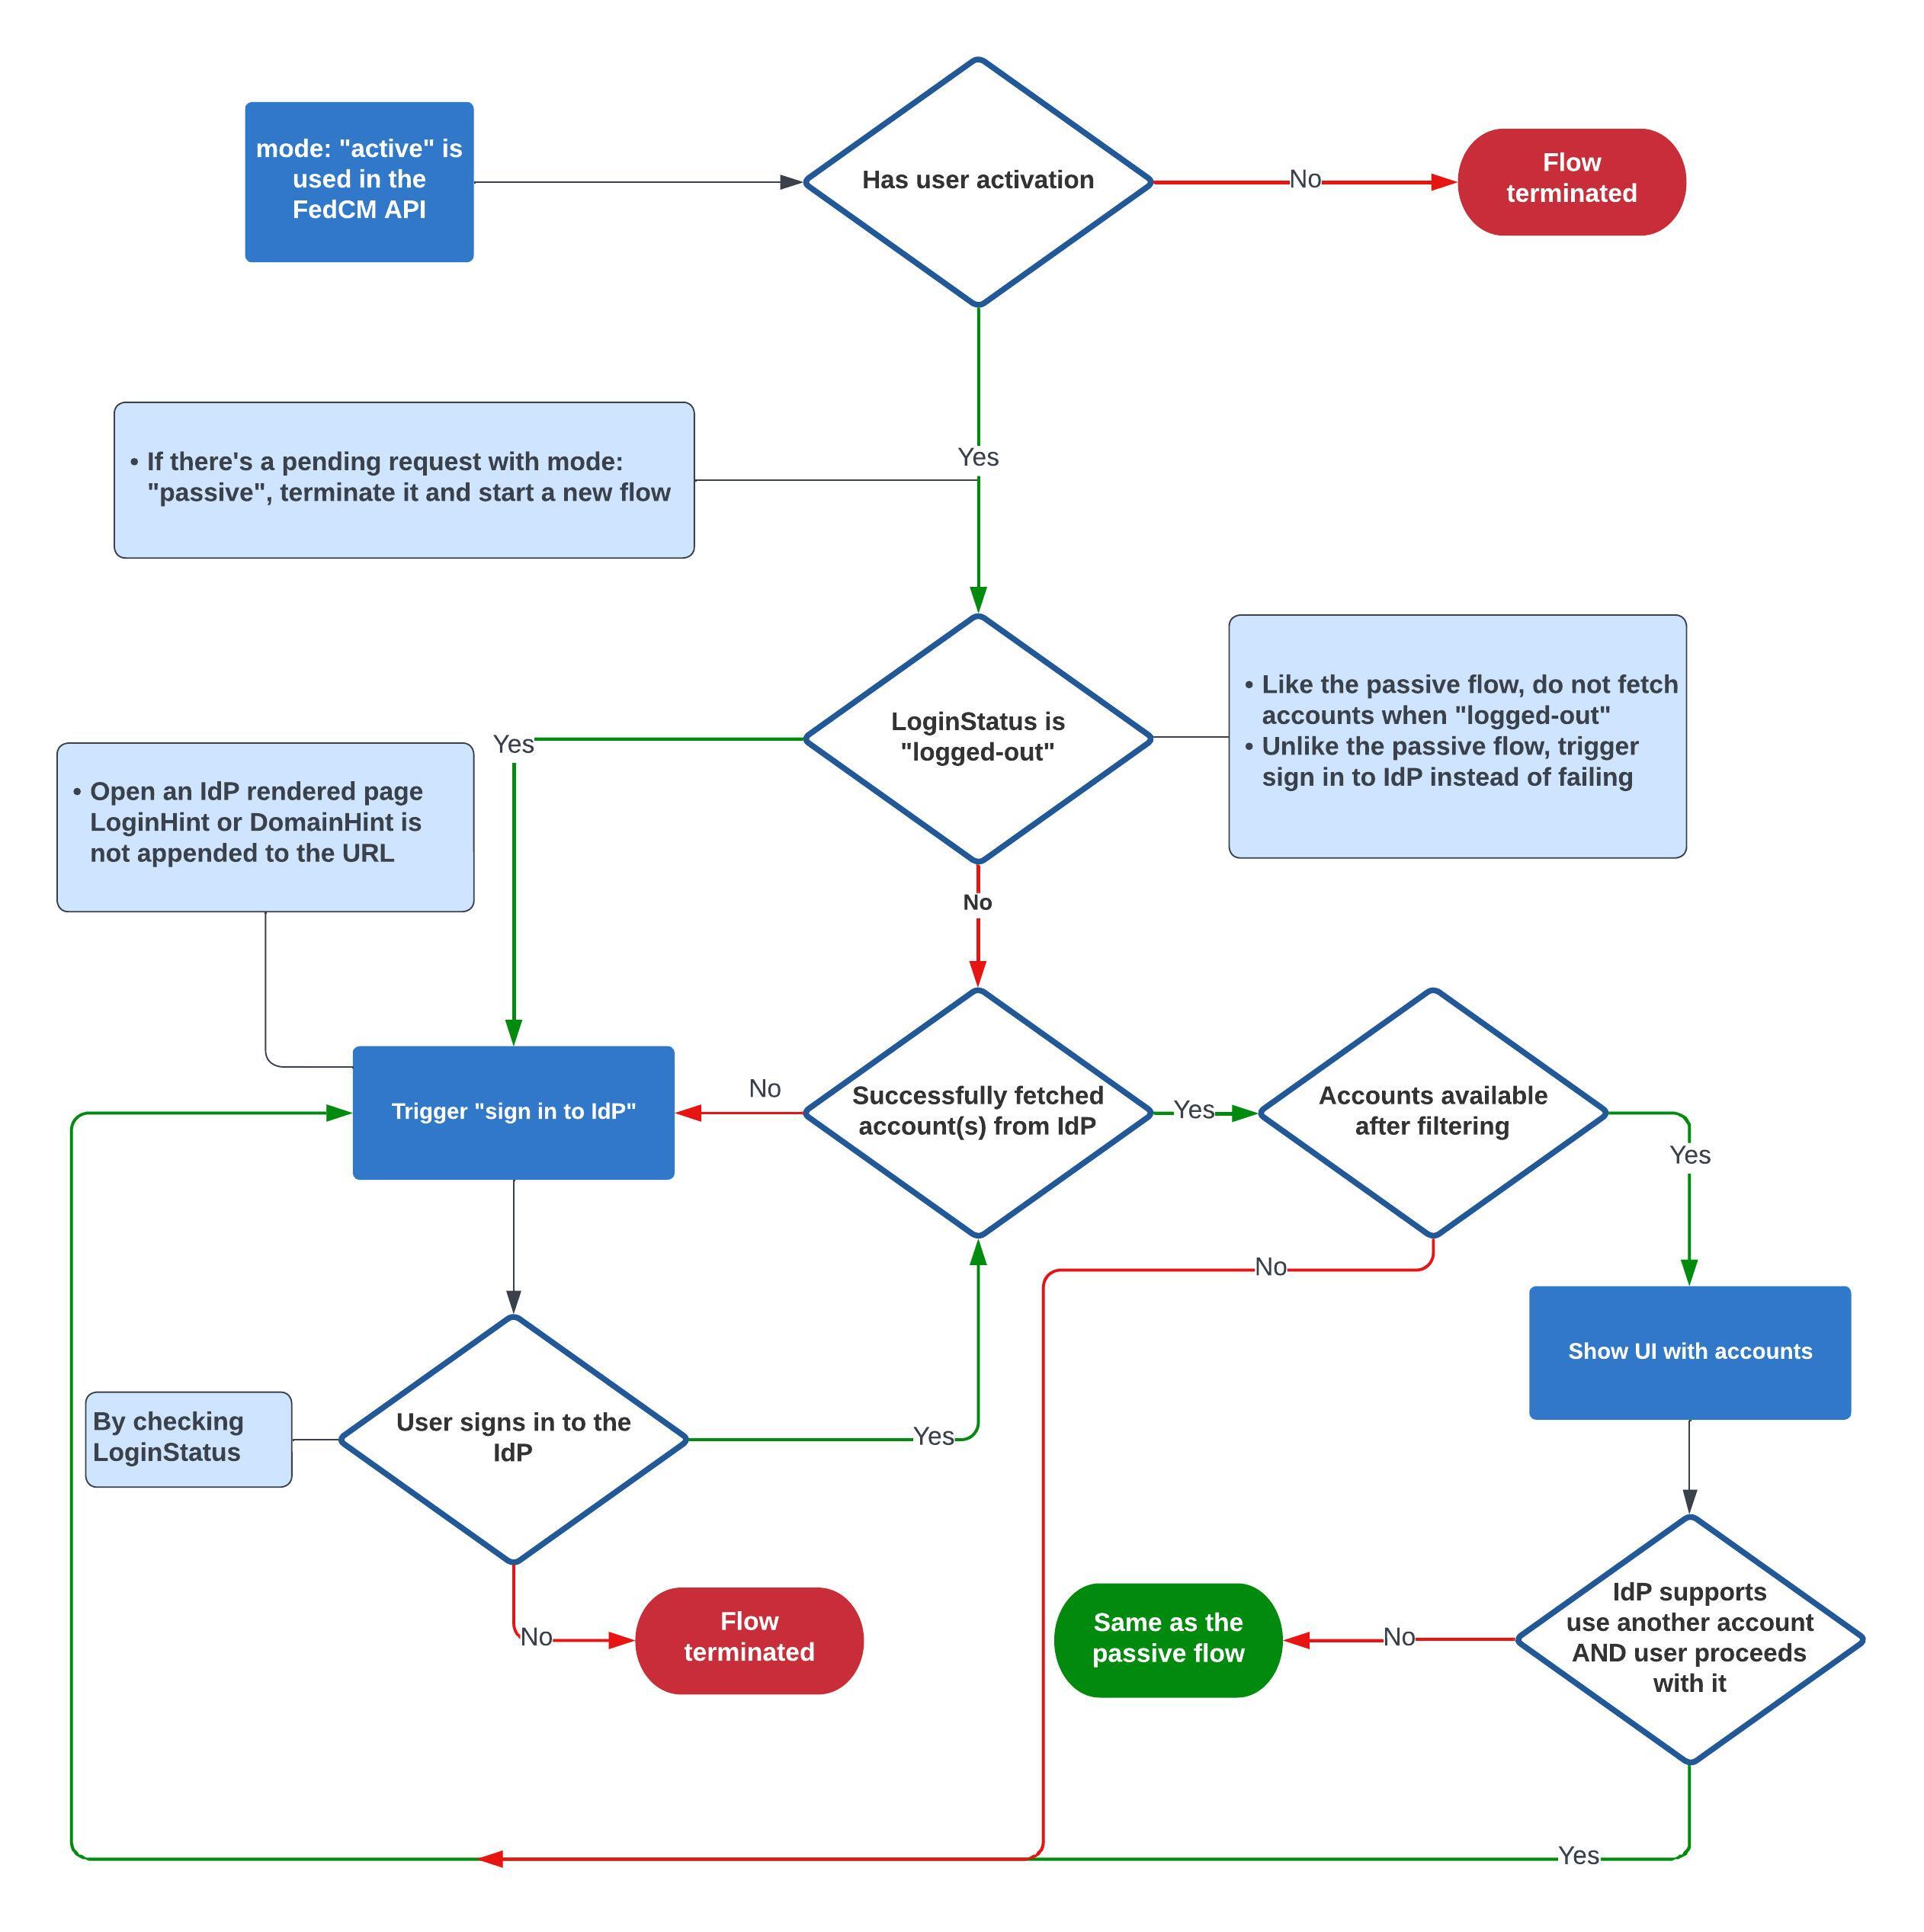 mode: "active" is
used in the
FedCM API
Has user activation
No
Flow
terminated
Yes
• If there's a pending request with mode:
"passive", terminate it and start a new flow
LoginStatus is
"logged-out"
• Like the passive flow, do not fetch
accounts when "logged-out"
• Unlike the passive flow, trigger
sign in to IdP instead of failing
Yes
• Open an IdP rendered page
LoginHint or DomainHint is
not appended to the URL
No
Trigger "sign in to IdP"
No
Successfully fetched
account(s) from IdP
Yes
Accounts available
after filtering
Yes
No
Show UI with accounts
By checking
LoginStatus
User signs in to the
IdP
Yes
No
Flow
terminated
Same as the
passive flow
No
IdP supports
use another account
AND user proceeds
with it
Yes